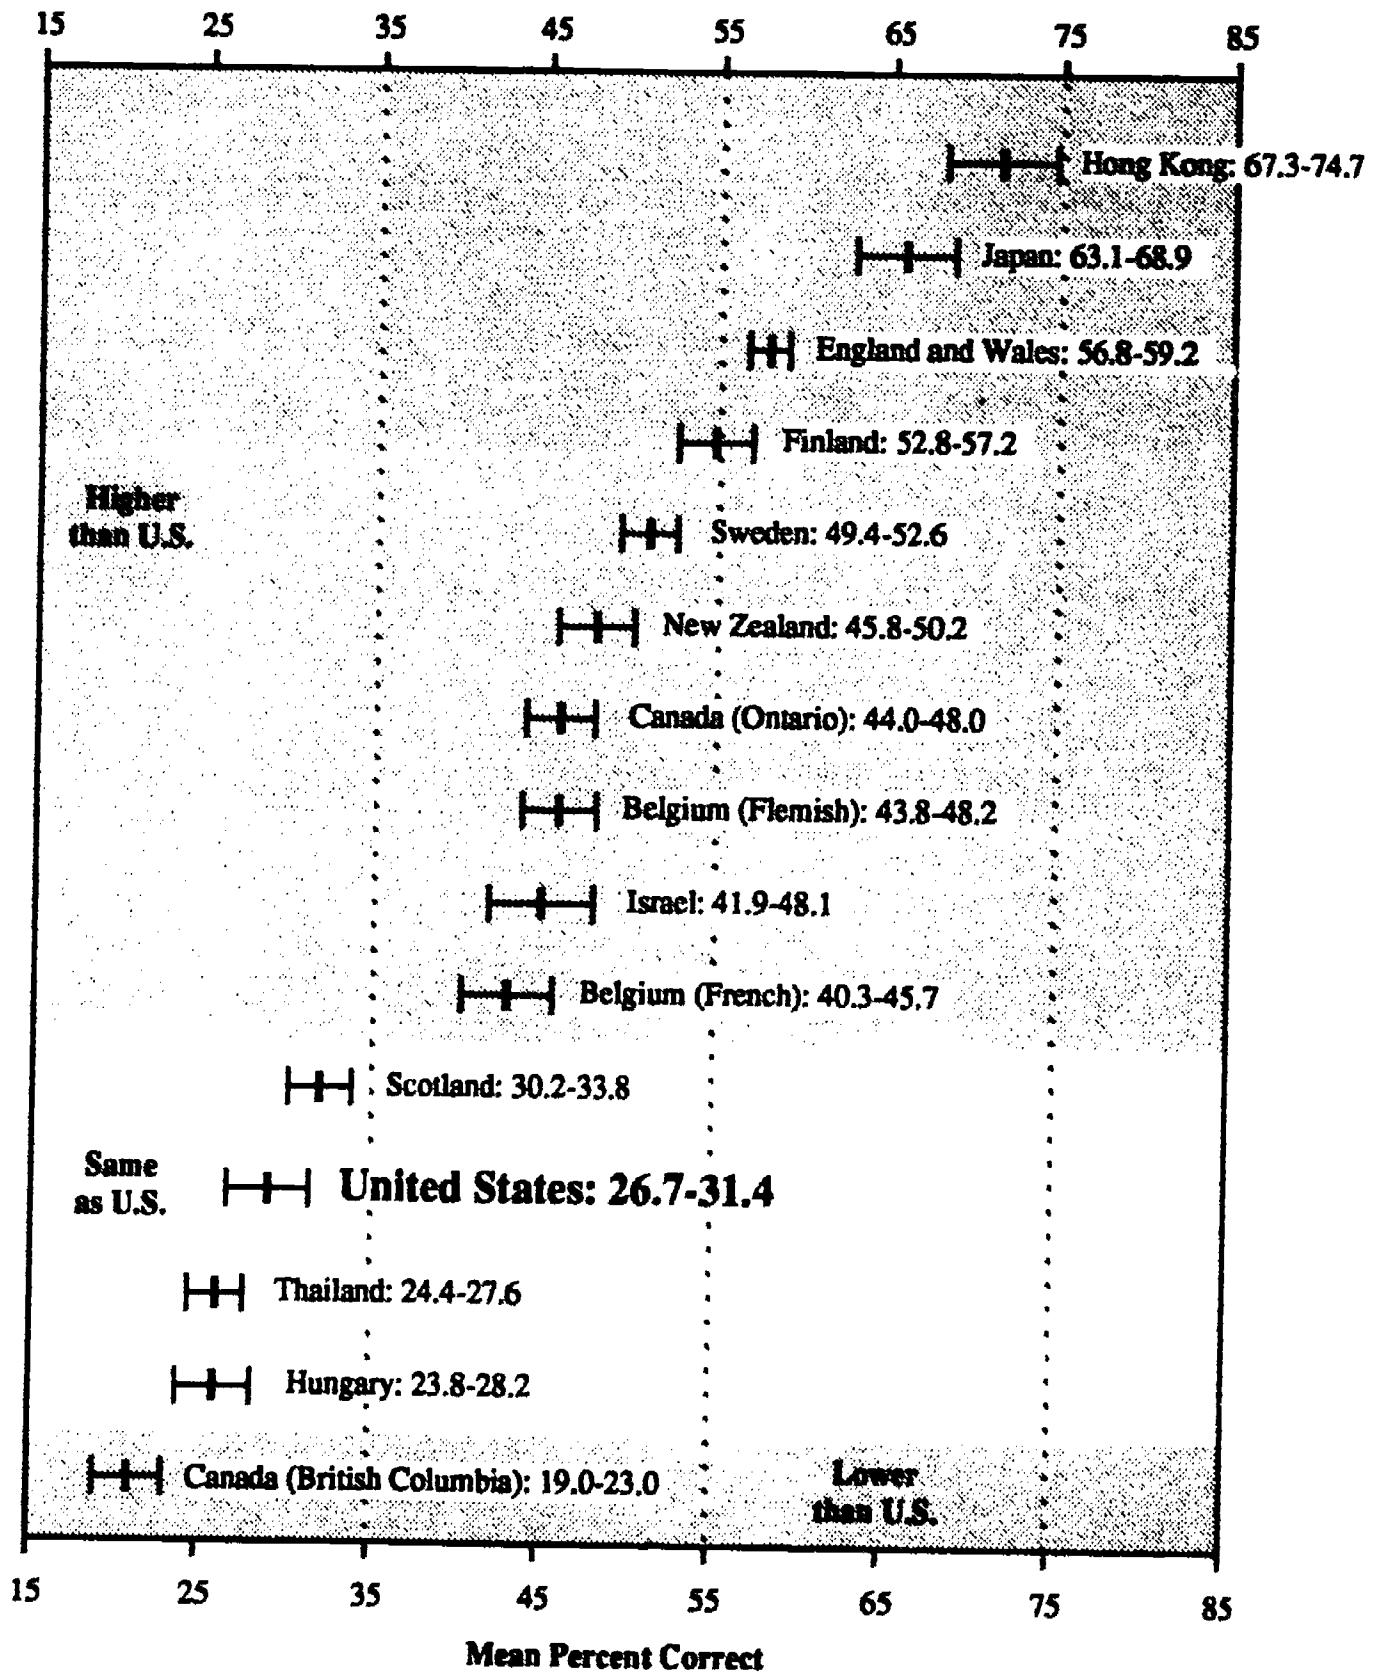 15 25 35 45 55 65 75 85
Hong Kong: 67.3-74.7
Japan: 63.1-68.9
England and Wales: 56.8-59.2
Finland: 52.8-57.2
Higher
than U.S.
Sweden: 49.4-52.6
New Zealand: 45.8-50.2
Canada (Ontario): 44.0-48.0
Belgium (Flemish): 43.8-48.2
Israel: 41.9-48.1
Belgium (French): 40.3-45.7
Scotland: 30.2-33.8
Same
as U.S.
United States: 26.7-31.4
Thailand: 24.4-27.6
Hungary: 23.8-28.2
Canada (British Columbia): 19.0-23.0
Lower
than U.S.
15 25 35 45 55 65 75 85
Mean Percent Correct